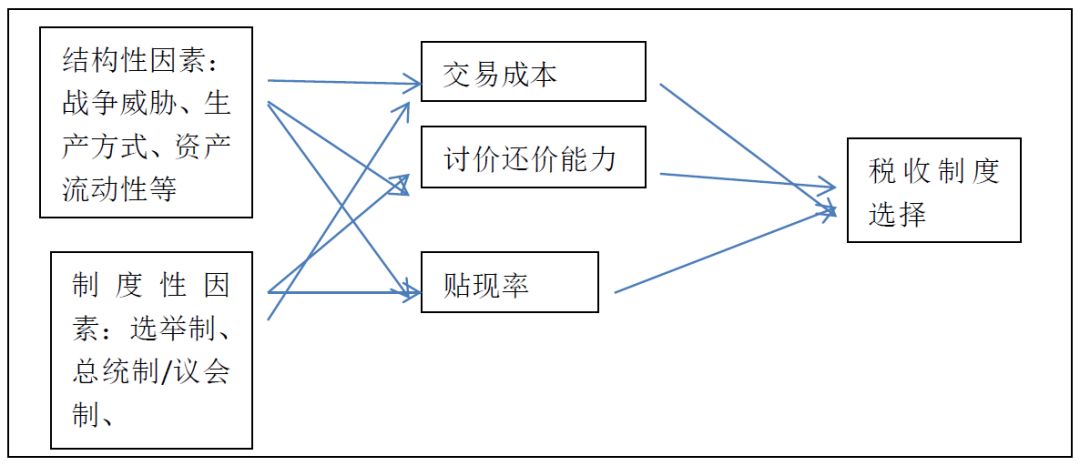 结构性因素：
战争威胁、生
产方式、资产
流动性等
制度性因
素：选举制、
总统制/议会
制、
交易成本
讨价还价能力
贴现率
税收制度
选择